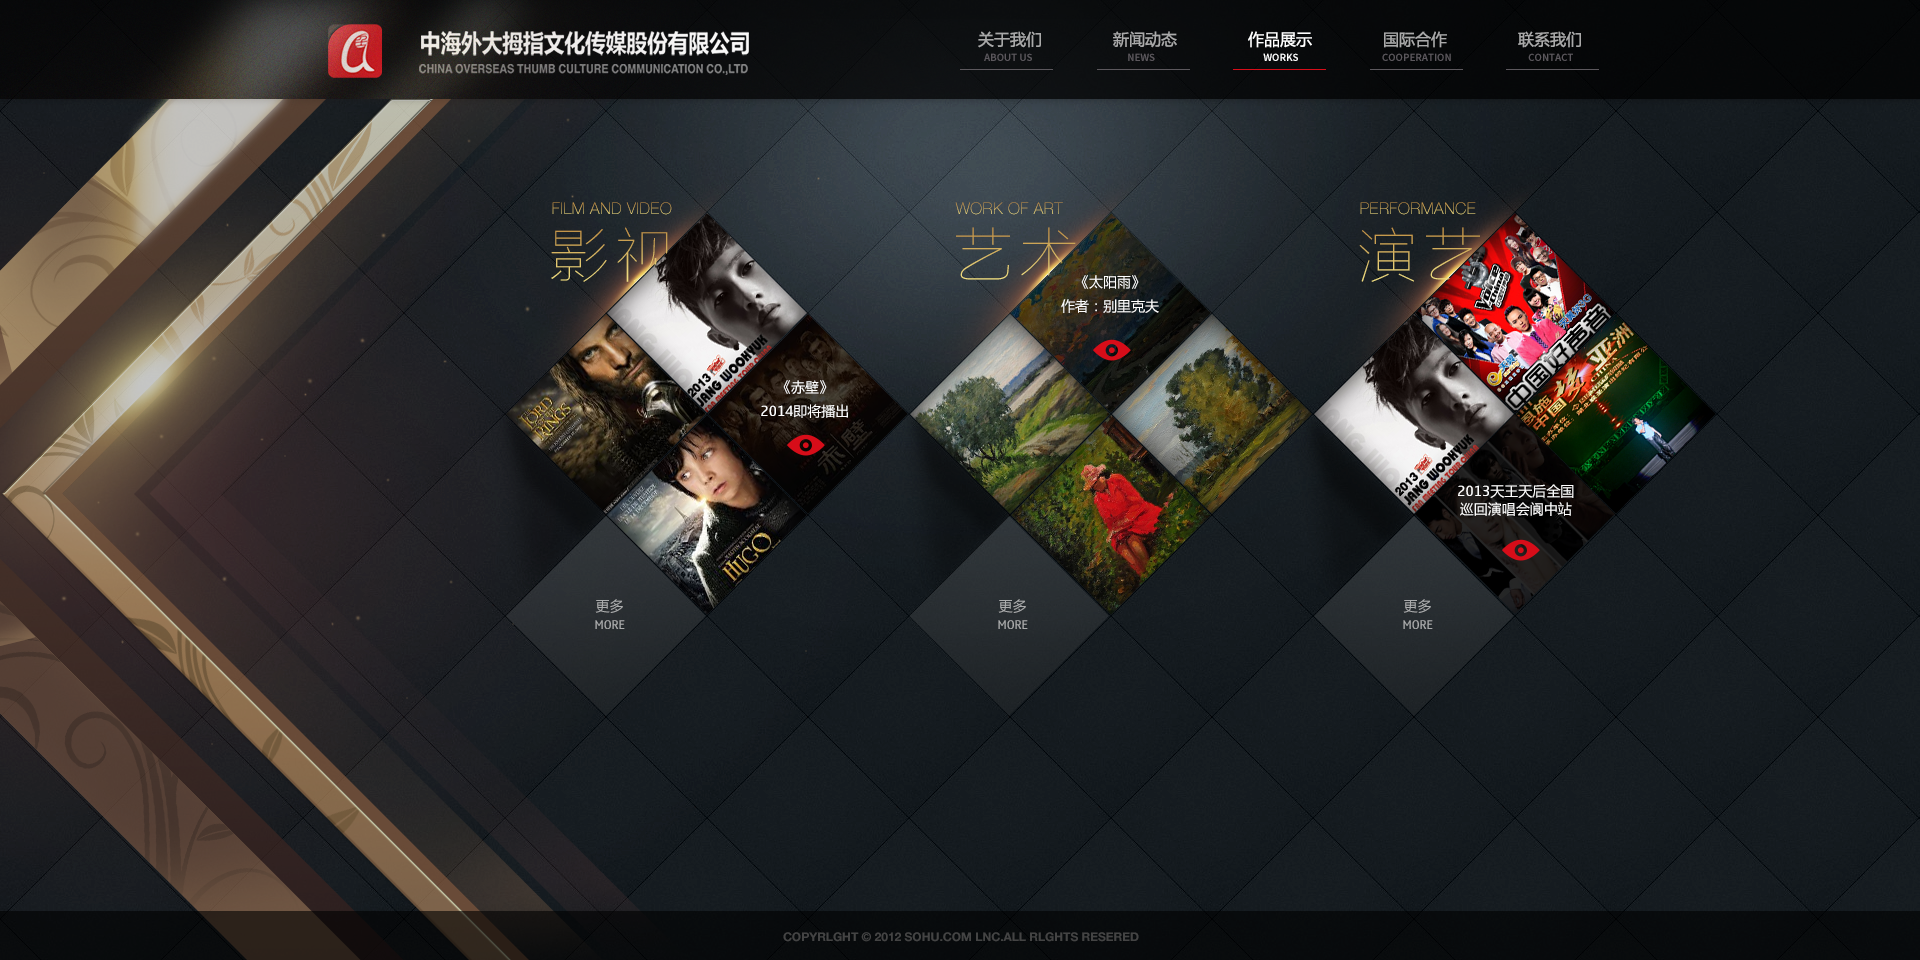 中海外大拇指文化传媒股份有限公司
CHINA OVERSEAS THUMB CULTURE COMMUNICATION CO.,LTD
关于我们
ABOUT US
新闻动态
NEWS
作品展示
WORKS
国际合作
COOPERATION
联系我们
CONTACT
FILM AND VIDEO
影视
2013
JANG WOOHYUK
LORD
RINGS
《赤壁》
2014即将播出
赤壁
HUGO
更多
MORE
WORK OF ART
艺术
《太阳雨》
作者：别里克夫
更多
MORE
PERFORMANCE
演艺
中国好声音
亚洲
中国
2013
JANG WOOHYUK
2013天王天后全国
巡回演唱会阆中站
更多
MORE
COPYRLGHT © 2012 SOHU.COM LNC.ALL RLGHTS RESERED